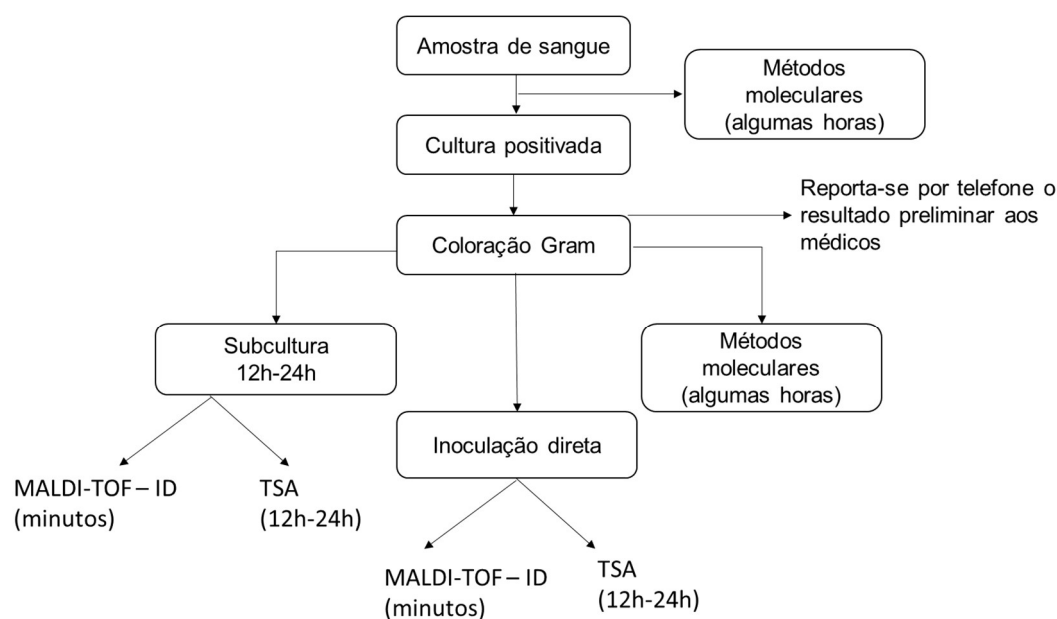 Amostra de sangue
Métodos
moleculares
(algumas horas)
Cultura positivada
Reporta-se por telefone o
resultado preliminar aos
médicos
Coloração Gram
Subcultura
12h-24h
Métodos
moleculares
(algumas horas)
Inoculação direta
MALDI-TOF – ID
(minutos)
TSA
(12h-24h)
MALDI-TOF – ID
(minutos)
TSA
(12h-24h)